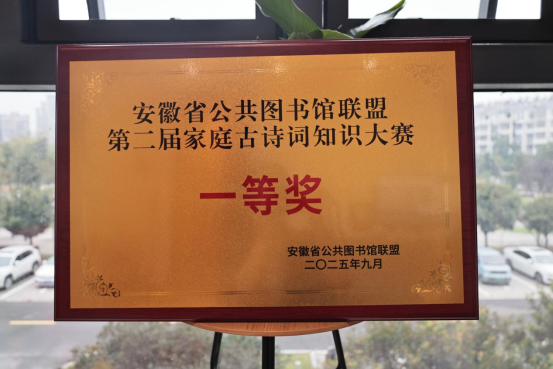 安徽省公共图书馆联盟
第二届家庭古诗词知识大赛
一等奖
安徽省公共图书馆联盟
二〇二五年九月